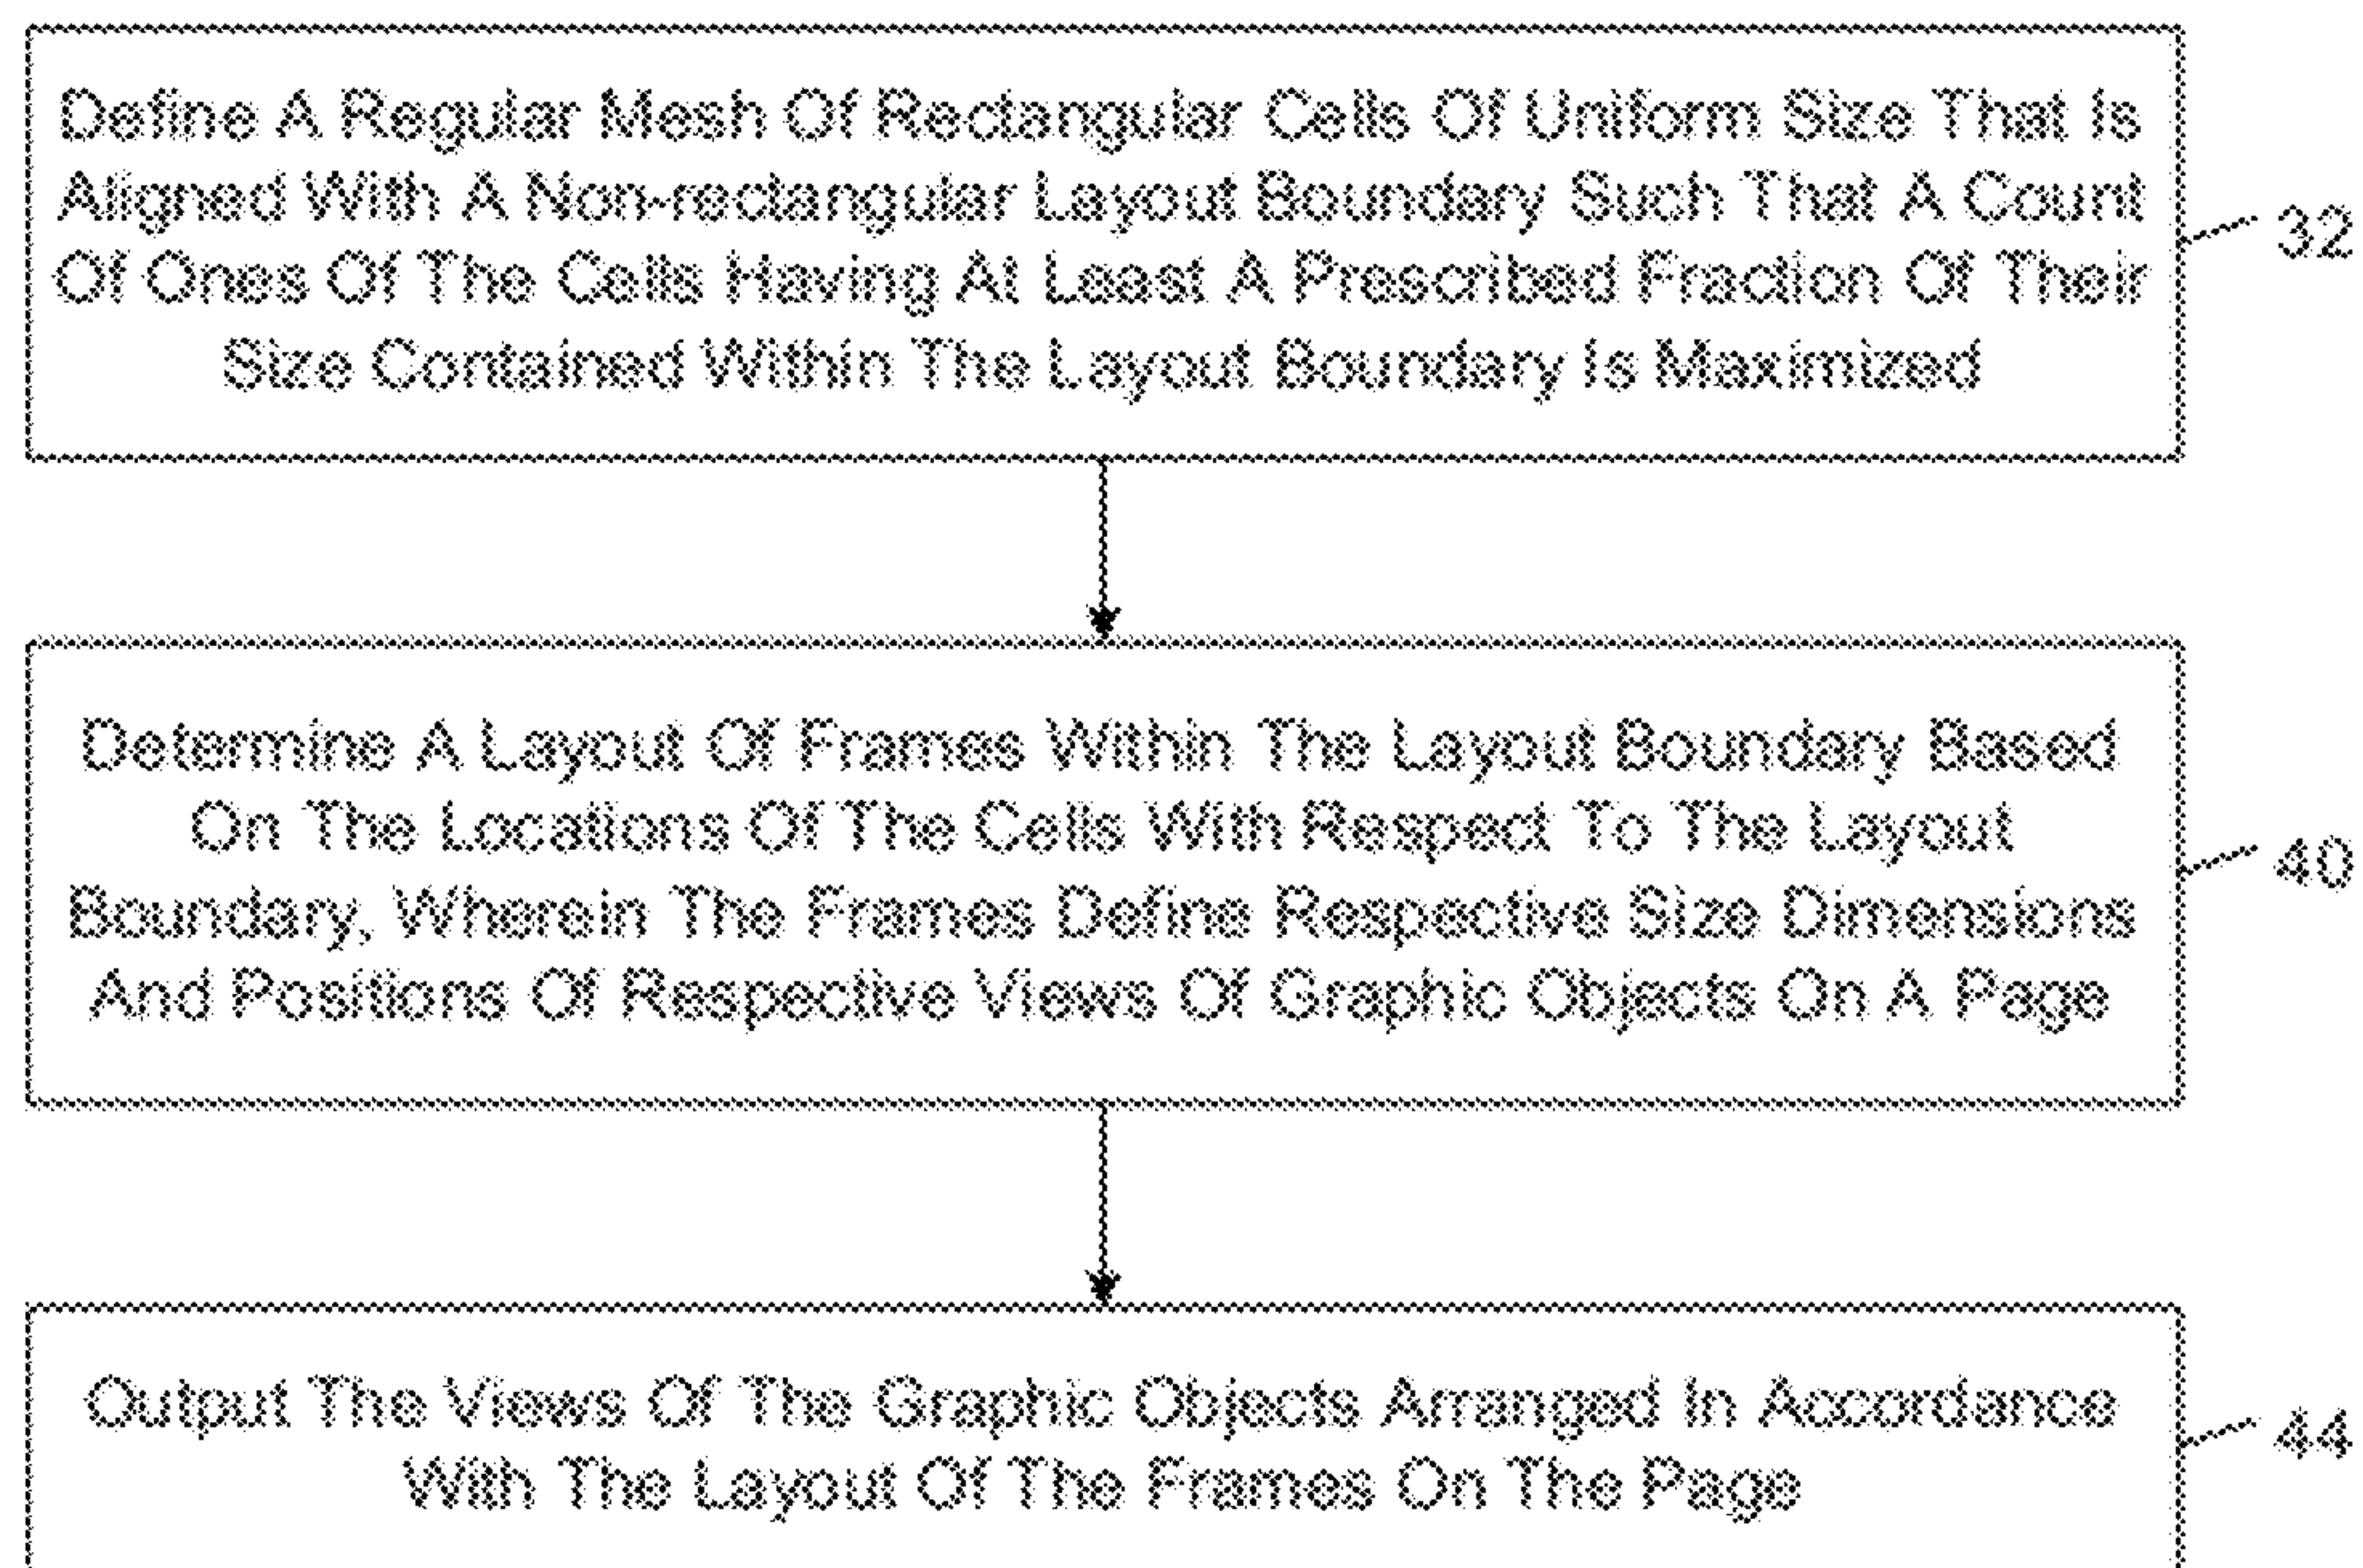 Define A Regular Mesh Of Rectangular Cells Of Uniform Size That Is
Aligned With A Non-rectangular Layout Boundary Such That A Count
Of Ones Of The Cells Having At Least A Prescribed Fraction Of Their
Size Contained Within The Layout Boundary Is Maximized
32
Determine A Layout Of Frames Within The Layout Boundary Based
On The Locations Of The Cells With Respect To The Layout
Boundary, Wherein The Frames Define Respective Size Dimensions
And Positions Of Respective Views Of Graphic Objects On A Page
40
Output The Views Of The Graphic Objects Arranged In Accordance
With The Layout Of The Frames On The Page
44